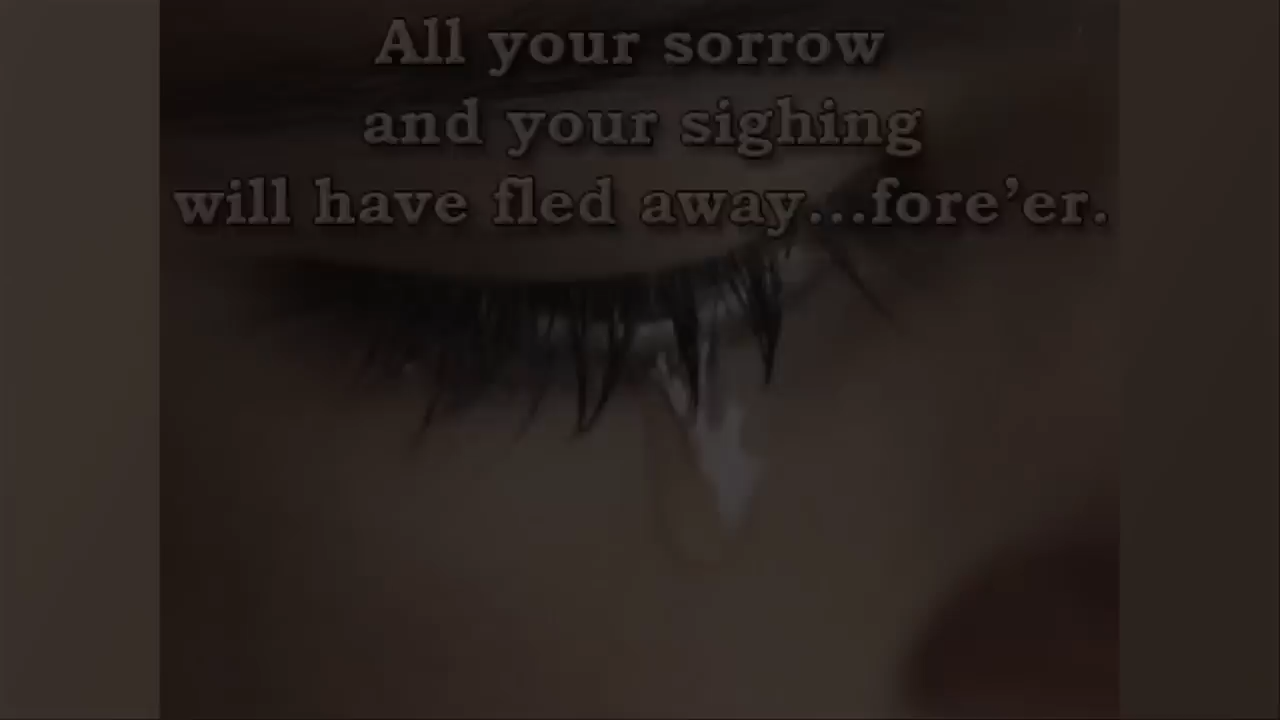 All your sorrow
and your sighing
will have fled away...fore’er.